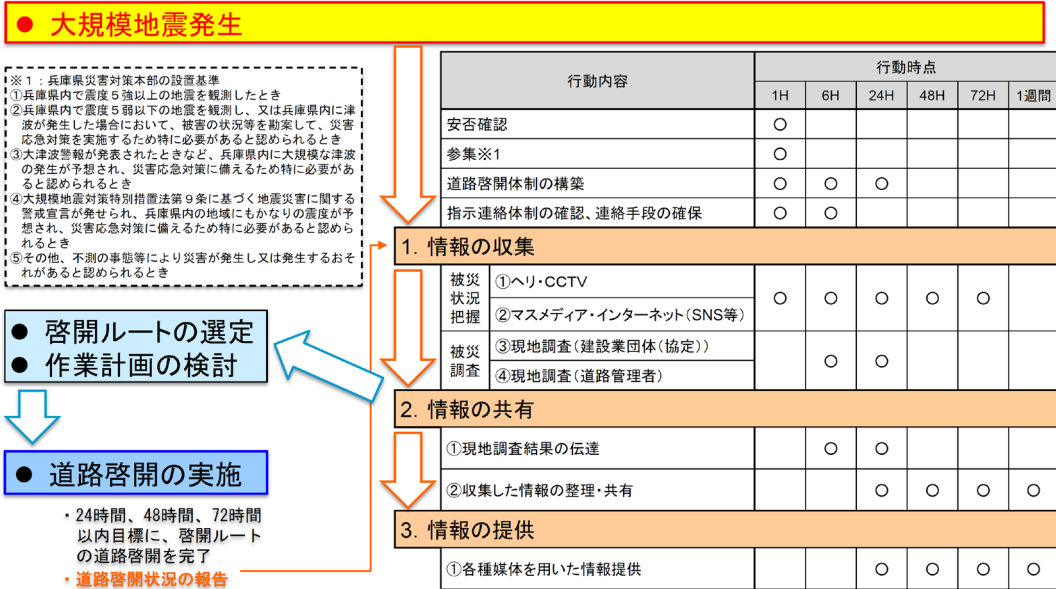 ● 大規模地震発生
※1：兵庫県災害対策本部の設置基準
①兵庫県内で震度5強以上の地震を観測したとき
②兵庫県内で震度5弱以下の地震を観測し、又は兵庫県内に津
波が発生した場合において、被害の状況等を勘案して、災害
応急対策を実施するため特に必要があると認められるとき
③大津波警報が発表されたときなど、兵庫県内に大規模な津波
の発生が予想され、災害応急対策に備えるため特に必要があ
ると認められるとき
④大規模地震対策特別措置法第9条に基づく地震災害に関する
警戒宣言が発せられ、兵庫県内の地域にもかなりの震度が予
想され、災害応急対策に備えるため特に必要があると認めら
れるとき
⑤その他、不測の事態等により災害が発生し又は発生するおそ
れがあると認められるとき
● 啓開ルートの選定
● 作業計画の検討
● 道路啓開の実施
・24時間、48時間、72時間
以内目標に、啓開ルート
の道路啓開を完了
・道路啓開状況の報告
行動内容 行動時点
1H 6H 24H 48H 72H 1週間
安否確認 ○
参集※1 ○
道路啓開体制の構築 ○ ○ ○
指示連絡体制の確認、連絡手段の確保 ○ ○
1. 情報の収集
被災状況把握 ①ヘリ・CCTV ○ ○ ○ ○ ○
②マスメディア・インターネット(SNS等)
被災調査 ③現地調査(建設業団体(協定)) ○ ○
④現地調査(道路管理者)
2. 情報の共有
①現地調査結果の伝達 ○ ○
②収集した情報の整理・共有 ○ ○ ○ ○
3. 情報の提供
①各種媒体を用いた情報提供 ○ ○ ○ ○